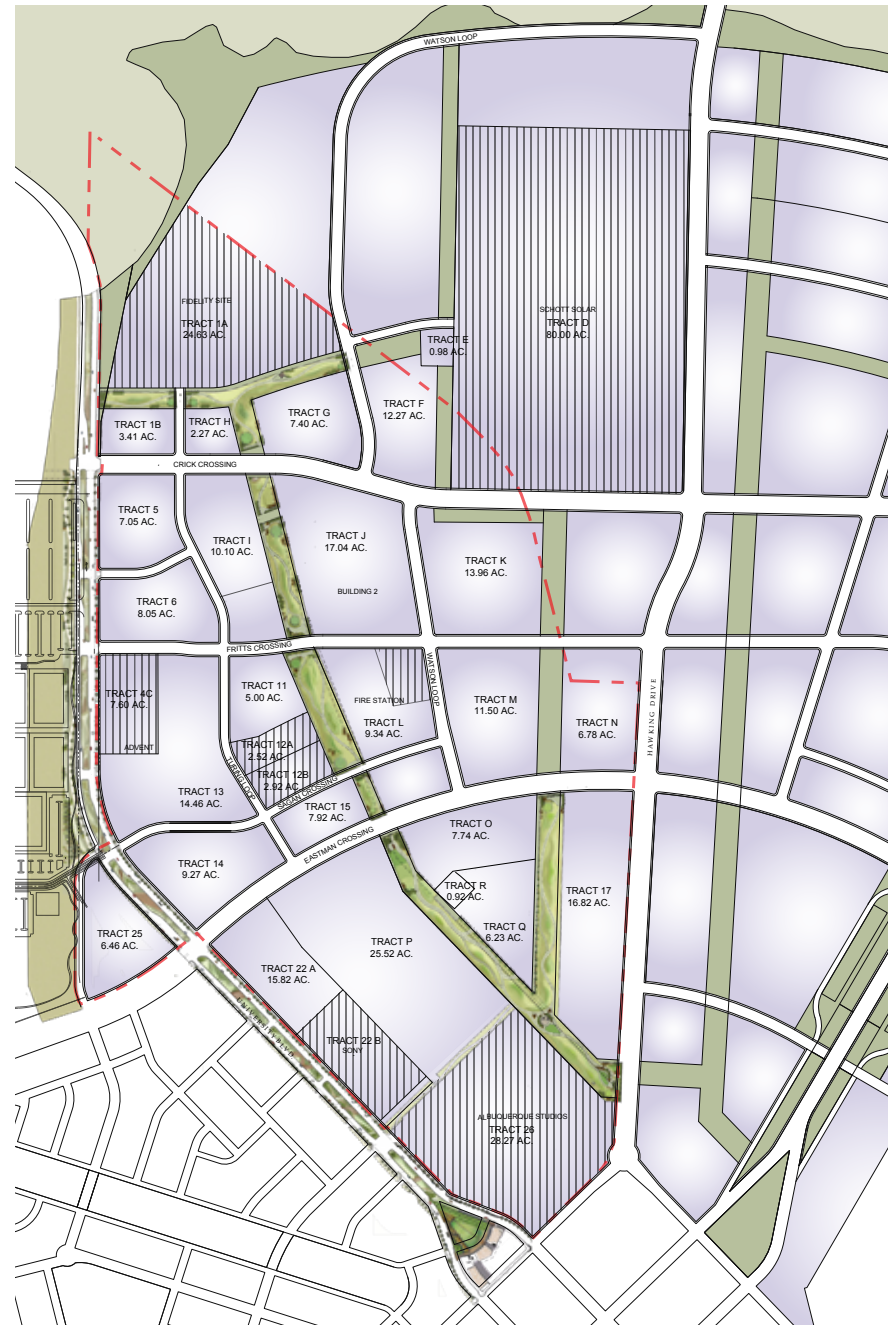 WATSON LOOP
FIDELITY SITE
TRACT 1A
24.63 AC.
SCHOTT SOLAR
TRACT D
80.00 AC.
TRACT E
0.98 AC.
TRACT F
12.27 AC.
TRACT G
7.40 AC.
TRACT H
2.27 AC.
TRACT 1B
3.41 AC.
CRICK CROSSING
TRACT 5
7.05 AC.
TRACT I
10.10 AC.
TRACT J
17.04 AC.
BUILDING 2
TRACT K
13.96 AC.
TRACT 6
8.05 AC.
FRITTS CROSSING
WATSON LOOP
TRACT 4C
7.60 AC.
ADVENT
TRACT 11
5.00 AC.
FIRE STATION
TRACT L
9.34 AC.
TRACT M
11.50 AC.
TRACT N
6.78 AC.
HAWKING DRIVE
TRACT 12A
2.52 AC.
TRACT 12B
2.92 AC
TURING LOOP
SAGAN CROSSING
TRACT 13
14.46 AC.
TRACT 15
7.92 AC.
EASTMAN CROSSING
TRACT O
7.74 AC.
TRACT 14
9.27 AC.
TRACT R
0.92 AC.
TRACT 17
16.82 AC.
TRACT Q
6.23 AC.
TRACT 25
6.46 AC.
TRACT P
25.52 AC.
TRACT 22 A
15.82 AC.
UNIVERSITY BLVD
TRACT 22 B
SONY
ALBUQUERQUE STUDIOS
TRACT 26
28.27 AC.